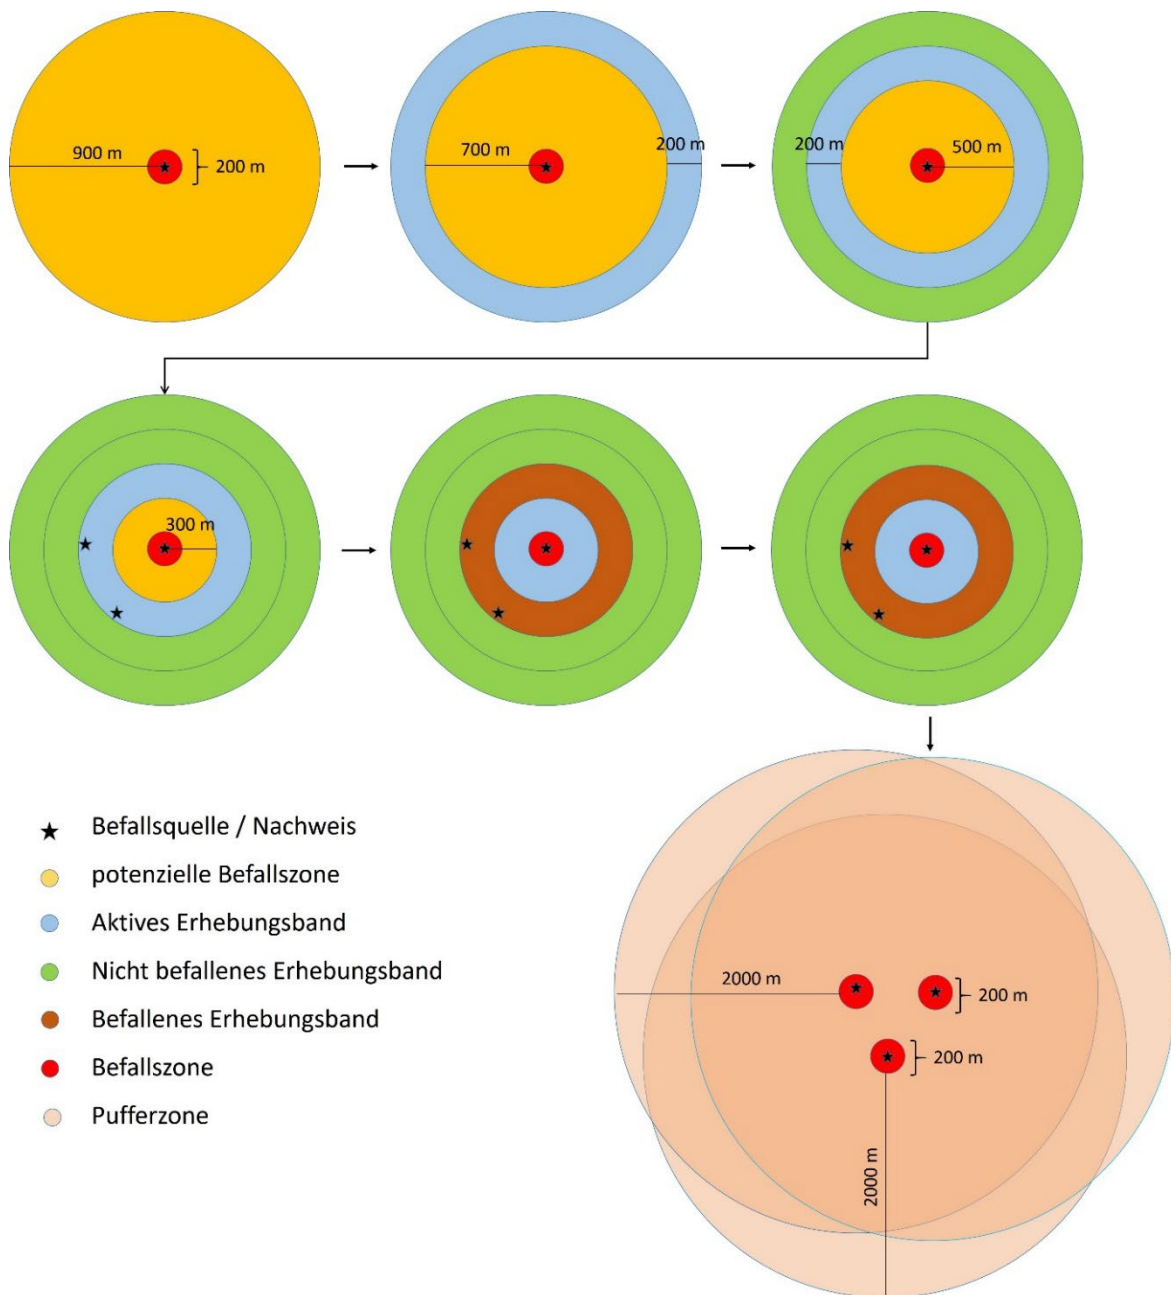 900 m
200 m
700 m
200 m
200 m
500 m
300 m
Befallsquelle / Nachweis
potenzielle Befallszone
Aktives Erhebungsband
Nicht befallenes Erhebungsband
Befallenes Erhebungsband
Befallszone
Pufferzone
2000 m
200 m
200 m
2000 m